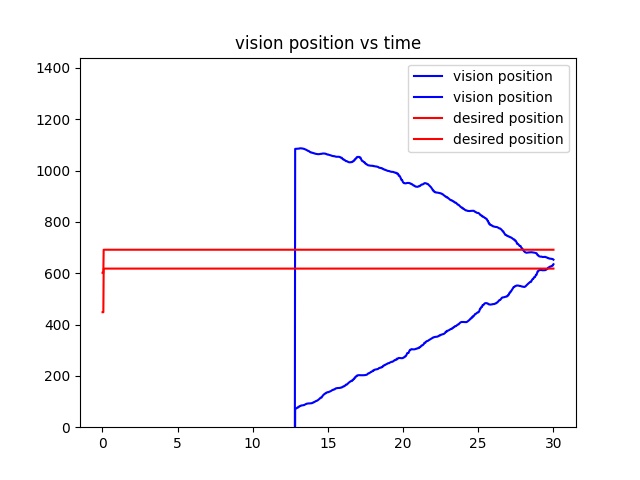 vision position vs time
1400
1200
1000
800
600
400
200
0
0 5 10 15 20 25 30
vision position
vision position
desired position
desired position